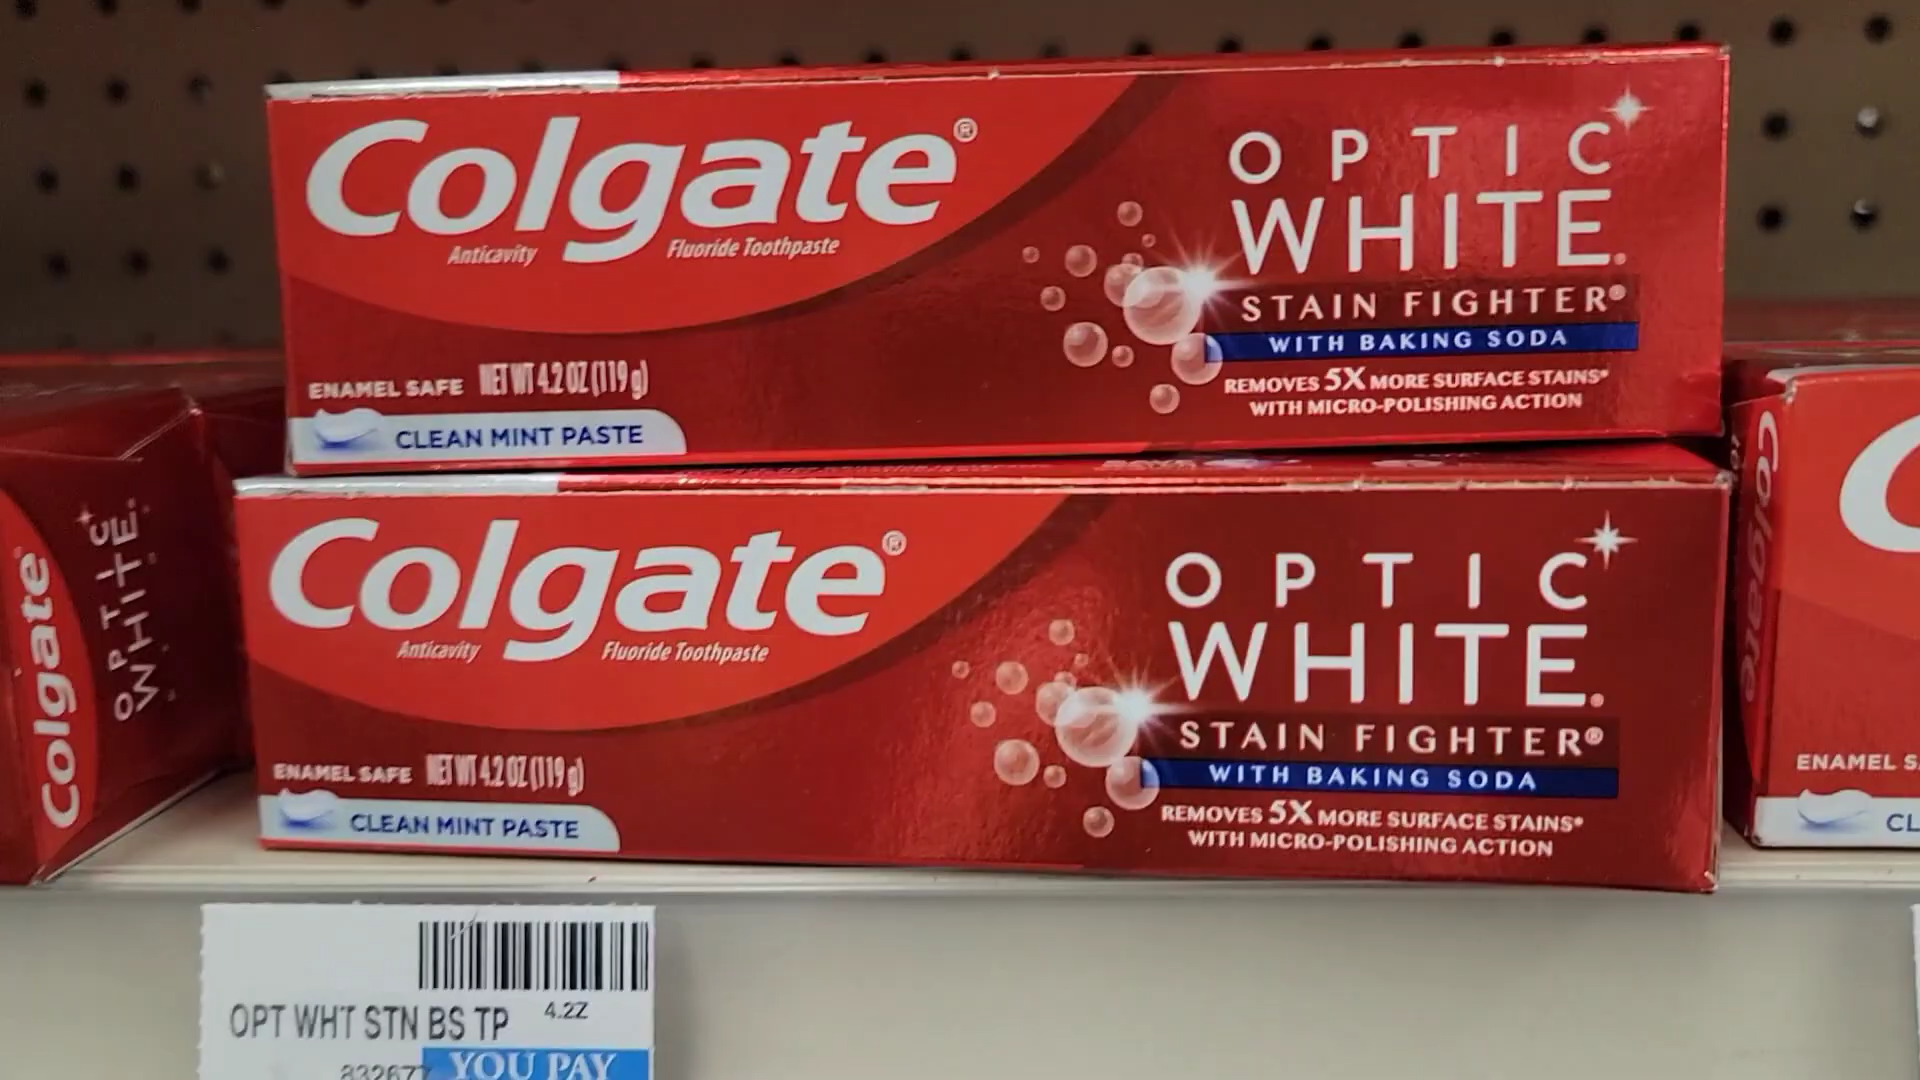 Colgate®
Anticavity Fluoride Toothpaste
OPTIC
WHITE.
STAIN FIGHTER®
WITH BAKING SODA
REMOVES 5X MORE SURFACE STAINS*
WITH MICRO-POLISHING ACTION
ENAMEL SAFE NET WT 4.2 OZ (119 g)
CLEAN MINT PASTE
Colgate®
Anticavity Fluoride Toothpaste
OPTIC
WHITE.
STAIN FIGHTER®
WITH BAKING SODA
REMOVES 5X MORE SURFACE STAINS*
WITH MICRO-POLISHING ACTION
ENAMEL SAFE NET WT 4.2 OZ (119 g)
CLEAN MINT PASTE
Colgate
OPTIC
WHITE.
Colgate
ENAMEL
OPT WHT STN BS TP 4.2Z
832677
YOU PAY